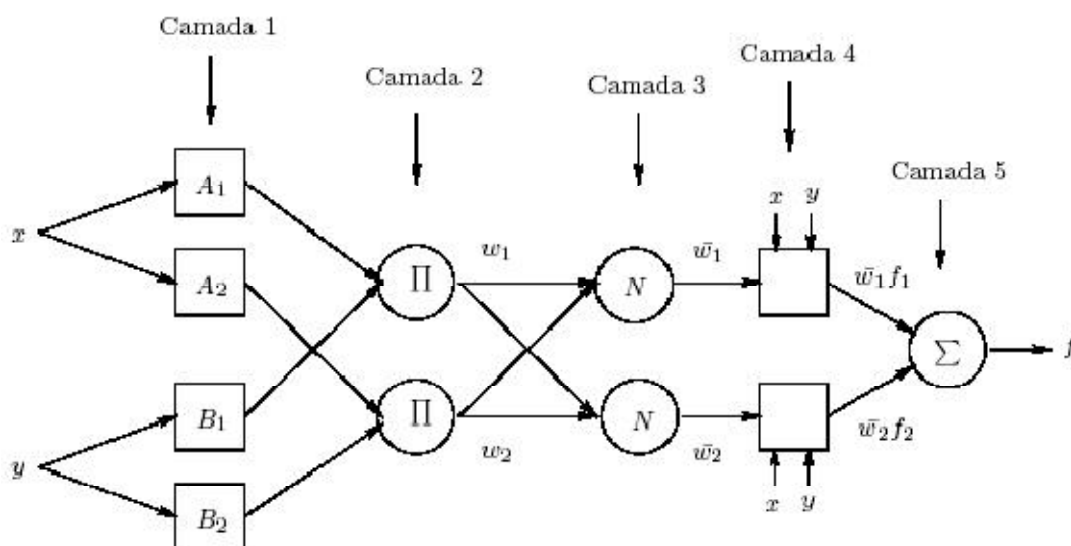 Camada 1
Camada 2
Camada 3
Camada 4
Camada 5
x
A₁
A₂
y
B₁
B₂
∏
∏
w₁
w₂
N
N
w̄₁
w̄₂
x y
x y
w̄₁f₁
w̄₂f₂
∑
f